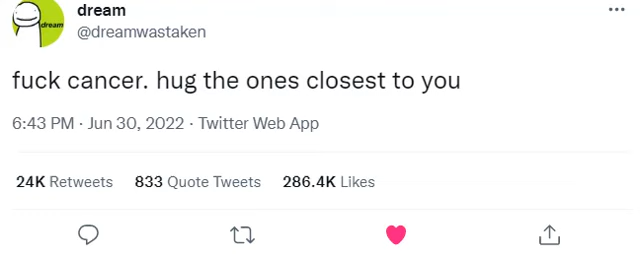 dream
dream
@dreamwastaken
fuck cancer. hug the ones closest to you
6:43 PM · Jun 30, 2022 · Twitter Web App
24K Retweets 833 Quote Tweets 286.4K Likes